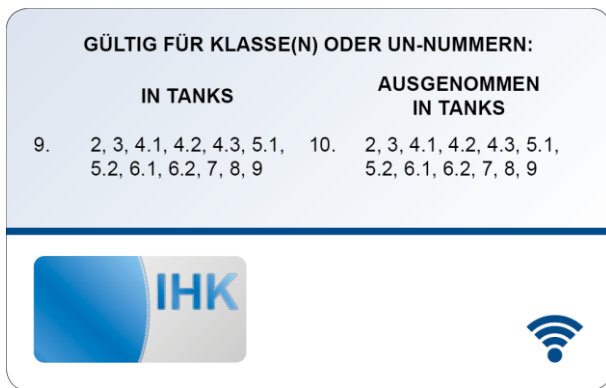 GÜLTIG FÜR KLASSE(N) ODER UN-NUMMERN:
IN TANKS
AUSGENOMMEN
IN TANKS
9. 2, 3, 4.1, 4.2, 4.3, 5.1,
5.2, 6.1, 6.2, 7, 8, 9
10. 2, 3, 4.1, 4.2, 4.3, 5.1,
5.2, 6.1, 6.2, 7, 8, 9
IHK